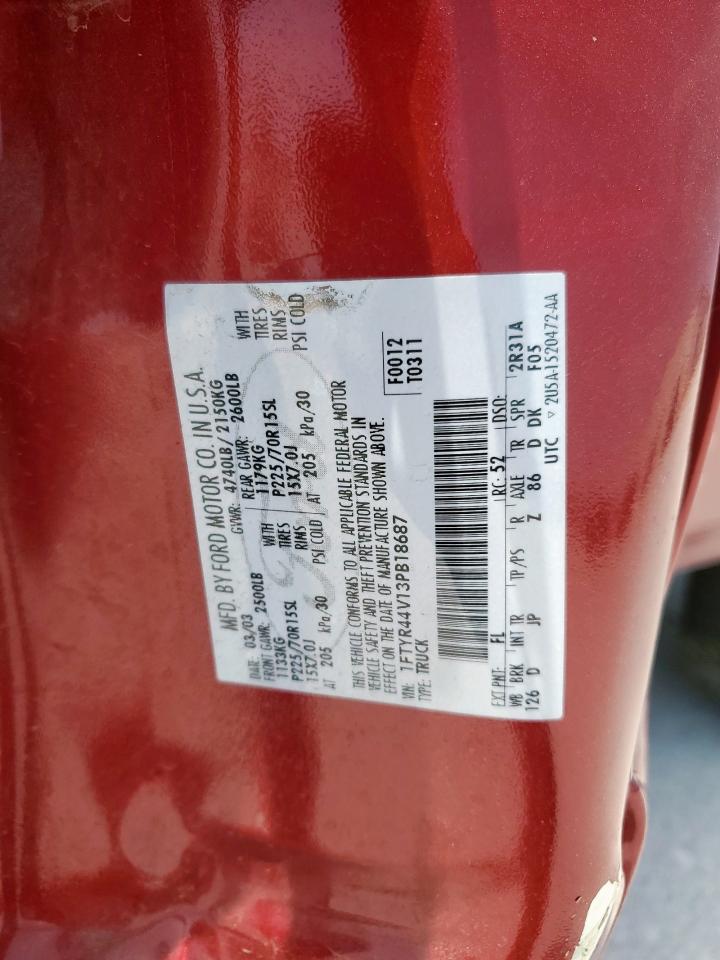 MFD. BY FORD MOTOR CO. IN U.S.A.
DATE: 03/03 GVWR: 4740LB / 2150KG
FRONT GAWR: 2500LB REAR GAWR: 2600LB
1133KG WITH 1179KG WITH
P225/70R15SL TIRES P225/70R15SL TIRES
15X7.0J RIMS 15X7.0J RIMS
AT 205 kPa/30 PSI COLD AT 205 kPa/30 PSI COLD
THIS VEHICLE CONFORMS TO ALL APPLICABLE FEDERAL MOTOR
VEHICLE SAFETY AND THEFT PREVENTION STANDARDS IN
EFFECT ON THE DATE OF MANUFACTURE SHOWN ABOVE.
VIN: 1FTYR44V13PB18687 F0012
TYPE: TRUCK T0311
EXT PNT: FL RC: 52 DSO:
WB BRK INT TR TP/PS R AXLE TR SPR 2R31A
126 D JP Z 86 D DK F05
UTC ▽ 2U5A-1520472-AA